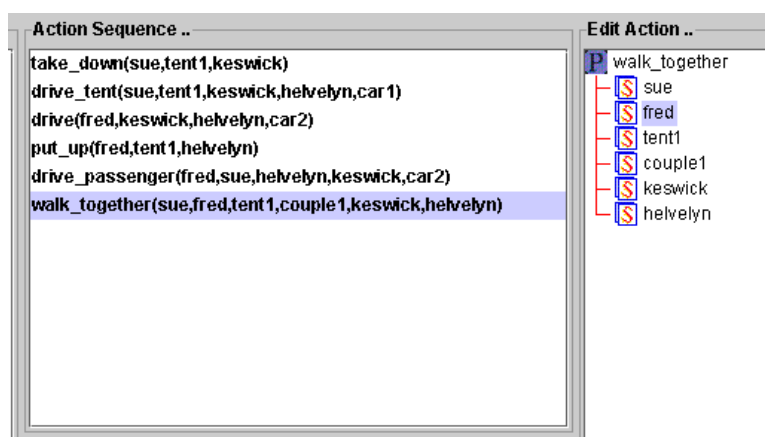 Action Sequence ..
take_down(sue,tent1,keswick)
drive_tent(sue,tent1,keswick,helvelyn,car1)
drive(fred,keswick,helvelyn,car2)
put_up(fred,tent1,helvelyn)
drive_passenger(fred,sue,helvelyn,keswick,car2)
walk_together(sue,fred,tent1,couple1,keswick,helvelyn)
Edit Action ..
P walk_together
S sue
S fred
S tent1
S couple1
S keswick
S helvelyn